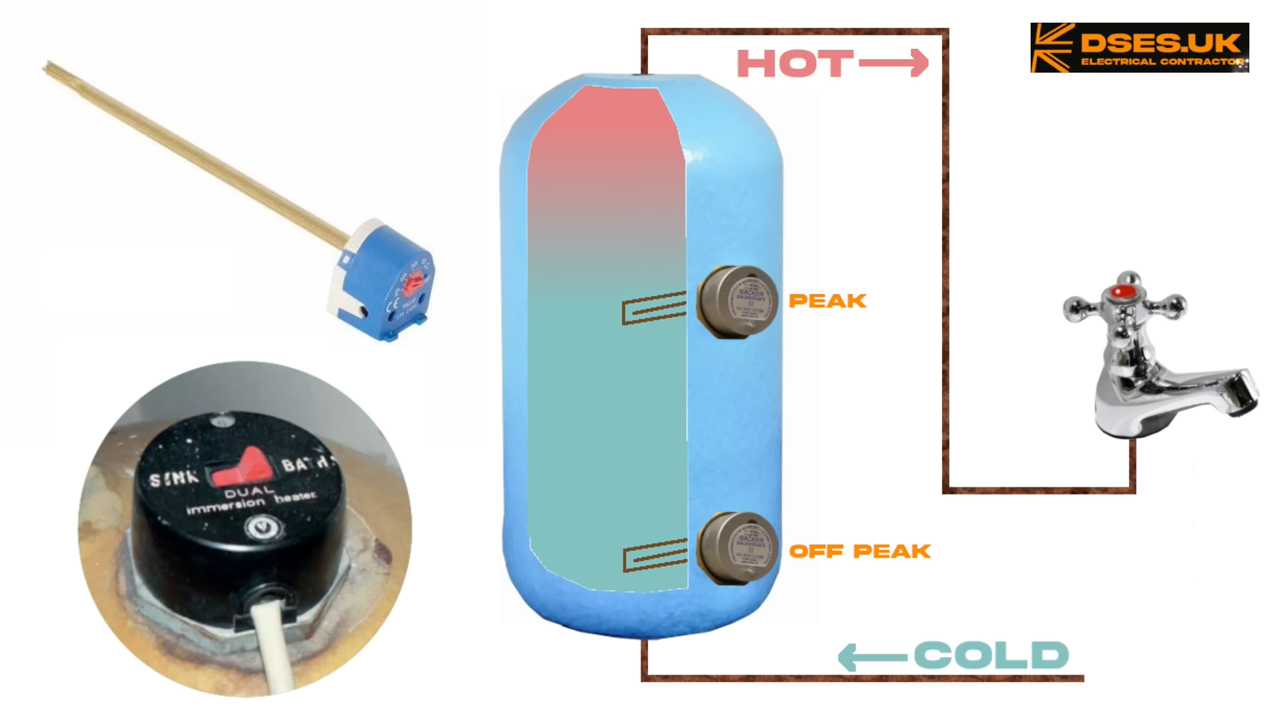 HOT
DSES.UK
ELECTRICAL CONTRACTOR
PEAK
SINK
BATH
DUAL
immersion heater
V
OFF PEAK
COLD